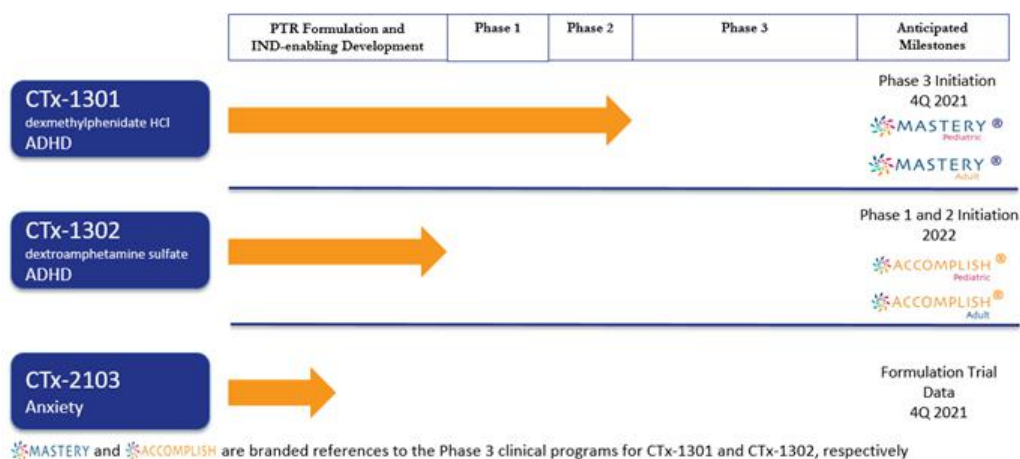 PTR Formulation and
IND-enabling Development
Phase 1
Phase 2
Phase 3
Anticipated
Milestones
CTx-1301
dexmethylphenidate HCl
ADHD
Phase 3 Initiation
4Q 2021
MASTERY ®
Pediatric
MASTERY ®
Adult
CTx-1302
dextroamphetamine sulfate
ADHD
Phase 1 and 2 Initiation
2022
ACCOMPLISH ®
Pediatric
ACCOMPLISH ®
Adult
CTx-2103
Anxiety
Formulation Trial
Data
4Q 2021
MASTERY and ACCOMPLISH are branded references to the Phase 3 clinical programs for CTx-1301 and CTx-1302, respectively